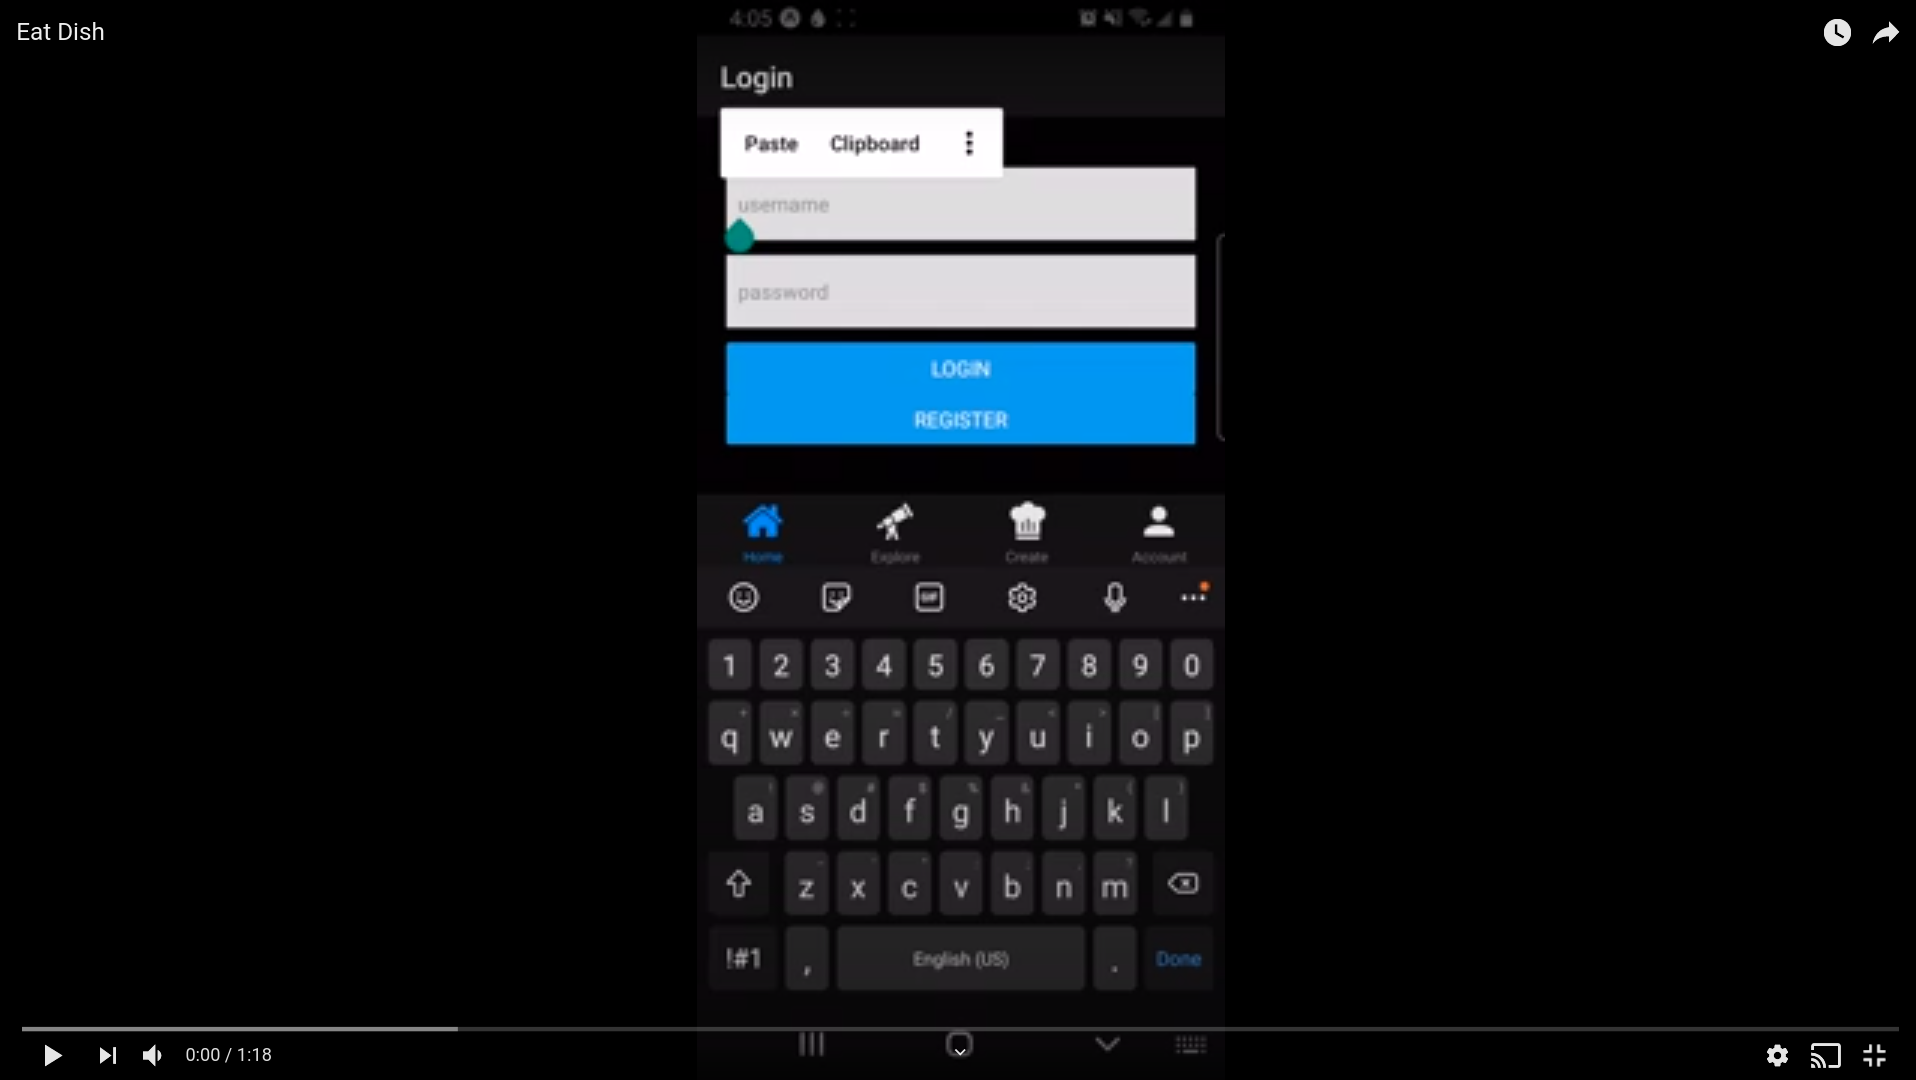 Eat Dish
4:05
Login
Paste Clipboard
username
password
LOGIN
REGISTER
Home Explore Create Account
GIF
1 2 3 4 5 6 7 8 9 0
q w e r t y u i o p
a s d f g h j k l
z x c v b n m
!#1 , English (US) . Done
0:00 / 1:18